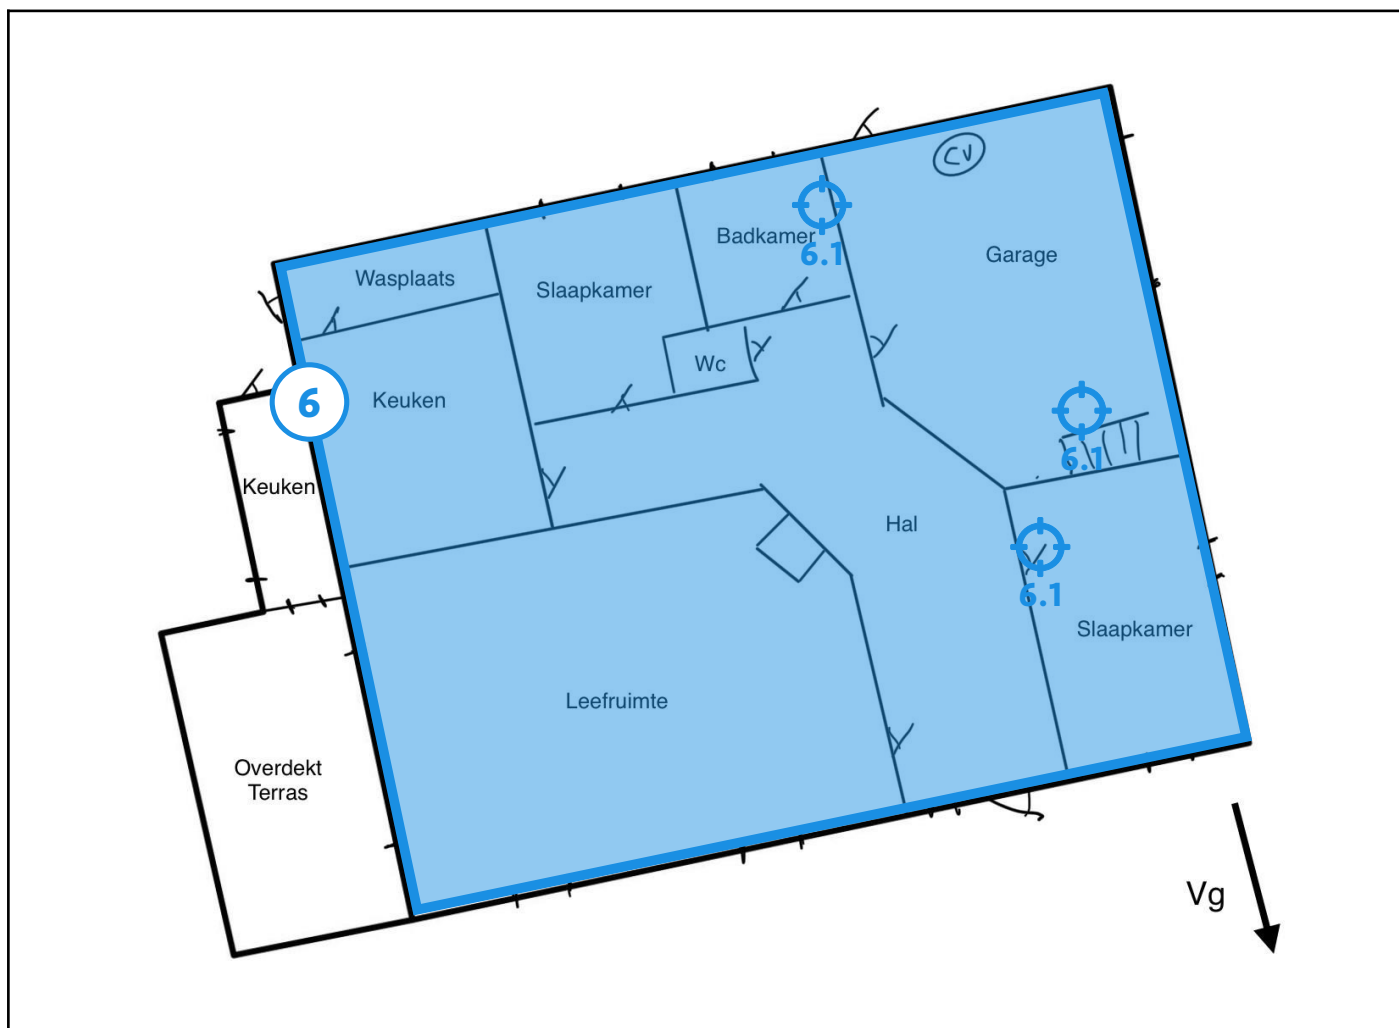 CV
Badkamer
6.1
Garage
Wasplaats
Slaapkamer
Wc
6
Keuken
Keuken
6.1
Hal
6.1
Slaapkamer
Leefruimte
Overdekt
Terras
Vg